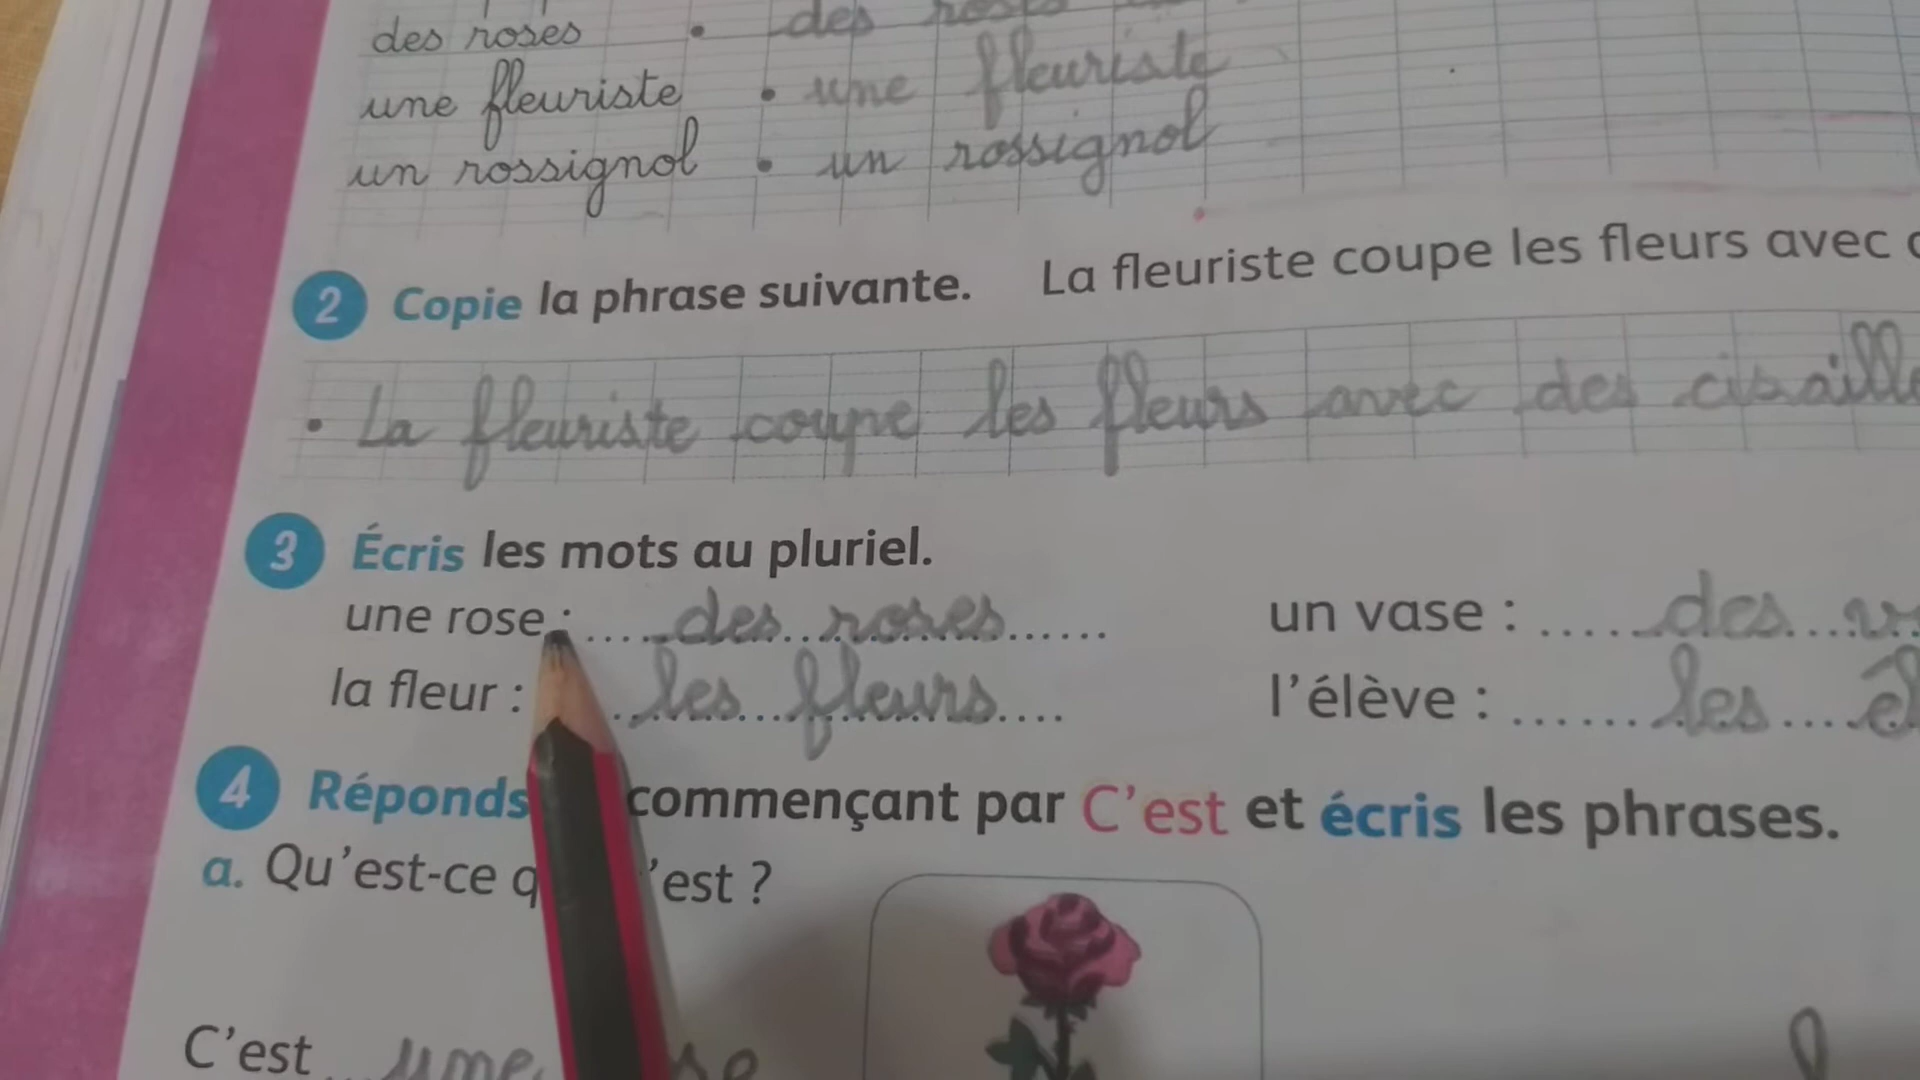 des roses • des roses
une fleuriste • une fleuriste
un rossignol • un rossignol
2 Copie la phrase suivante. La fleuriste coupe les fleurs avec
• La fleuriste coupe les fleurs avec des cisaille
3 Écris les mots au pluriel.
une rose : des roses un vase : des
la fleur : les fleurs l'élève : les
4 Réponds commençant par C'est et écris les phrases.
a. Qu'est-ce q 'est ?
C'est une